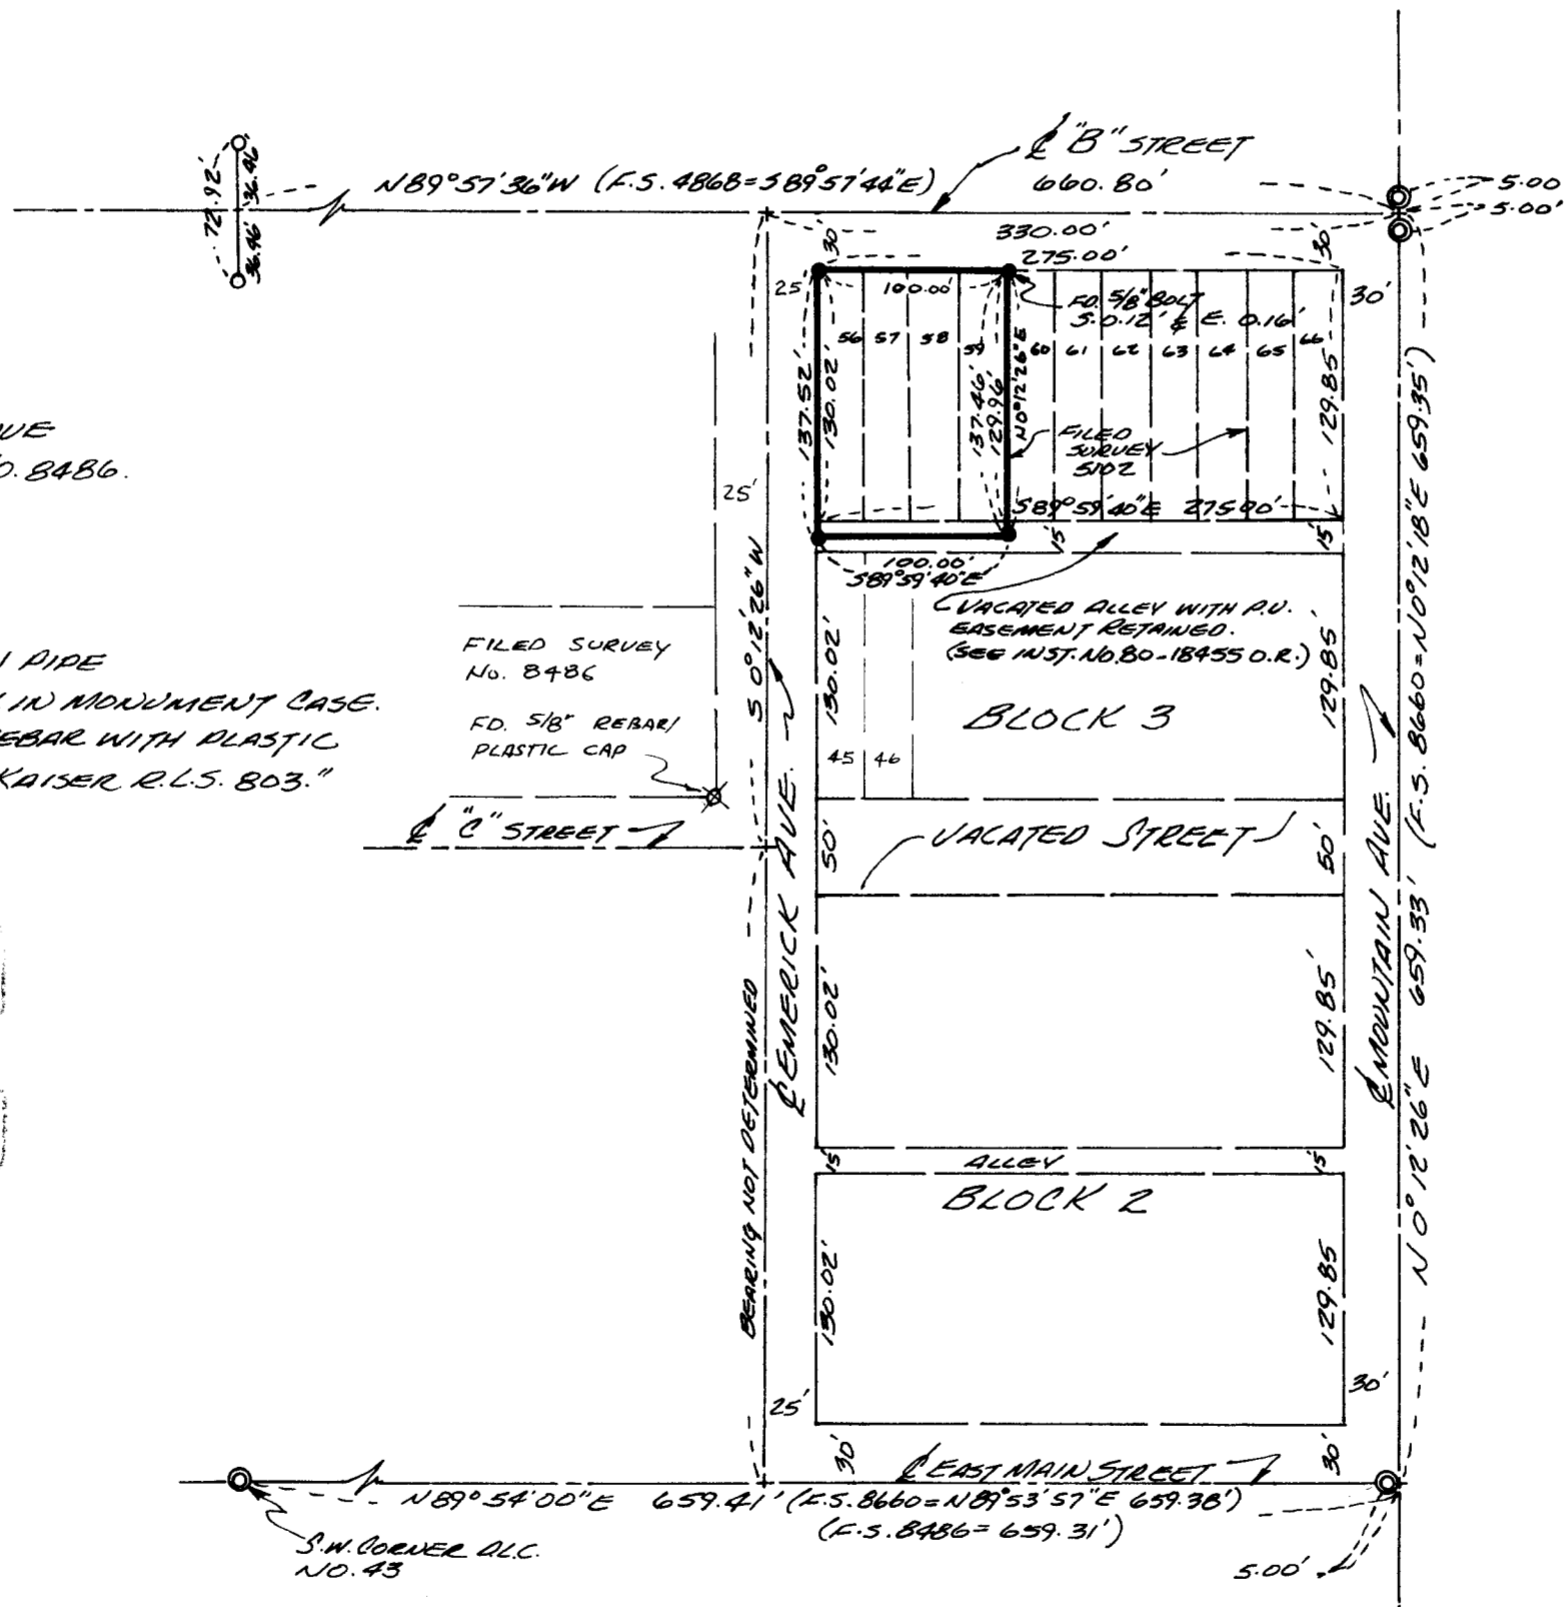 ℄ "B" STREET
N89°57'36"W (F.S. 4868=S89°57'44"E) 660.80'
5.00
5.00'
72.92'
36.46'
36.46'
330.00'
275.00'
30'
30'
25'
100.00'
30'
FD. 5/8" BOLT
S. 0.12' & E. 0.16'
56 57 58 59 60 61 62 63 64 65 66
137.52'
130.02'
137.46'
129.96'
N0°12'26"E
129.85'
FILED
SURVEY
5102
S89°59'40"E 275.00'
15'
15'
100.00'
S89°59'40"E
25'
UE
O. 8486.
VACATED ALLEY WITH P.U.
EASEMENT RETAINED.
(SEE INST. NO. 80-18455 O.R.)
FILED SURVEY
No. 8486
FD. 5/8" REBAR/
PLASTIC CAP
PIPE
IN MONUMENT CASE.
EBAR WITH PLASTIC
KAISER R.L.S. 803."
130.02'
129.85'
BLOCK 3
45 46
℄ "C" STREET
VACATED STREET
50'
50'
S 0°12'26" W
BEARING NOT DETERMINED
℄ EMERICK AVE.
℄ MOUNTAIN AVE.
N 0°12'26"E 659.33' (F.S. 8660=N0°12'18"E 659.35')
130.02'
129.85'
15'
ALLEY
15'
BLOCK 2
130.02'
129.85
25'
30'
30'
30'
℄ EAST MAIN STREET
N89°54'00"E 659.41' (F.S. 8660=N89°53'57"E 659.38')
(F.S. 8486= 659.31')
S.W. CORNER D.L.C.
NO. 43
5.00'